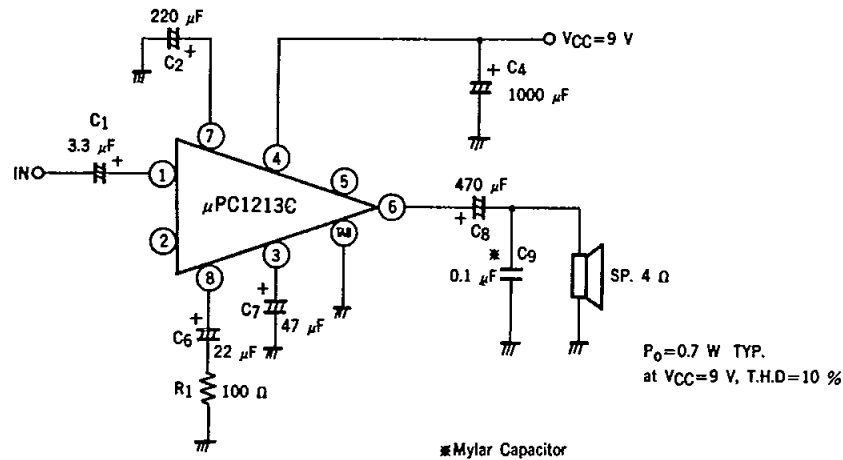 220 μF
C2
VCC=9 V
C4
1000 μF
C1
3.3 μF
IN
7
4
1
5
μPC1213C
6
470 μF
C8
2
TAB
3
8
※ C9
0.1 μF
SP. 4 Ω
C7
47 μF
C6
22 μF
R1 100 Ω
Po=0.7 W TYP.
at VCC=9 V, T.H.D=10 %
※Mylar Capacitor